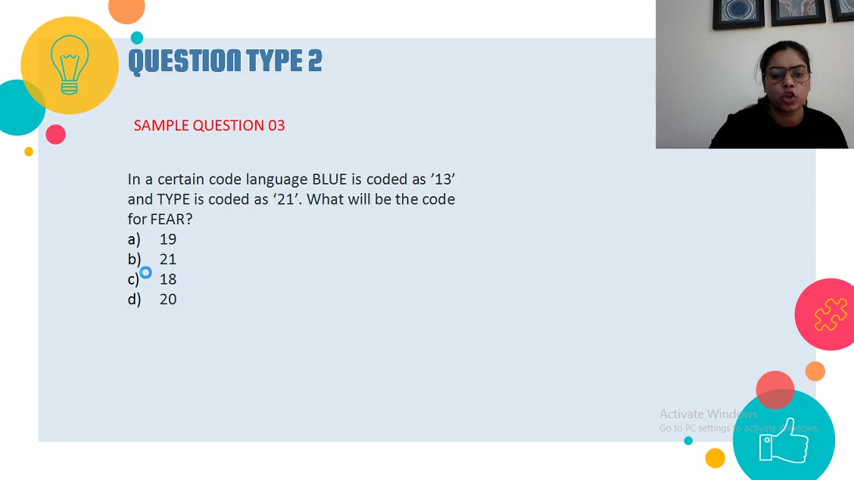 QUESTION TYPE 2
SAMPLE QUESTION 03
In a certain code language BLUE is coded as ’13’
and TYPE is coded as ‘21’. What will be the code
for FEAR?
a) 19
b) 21
c) 18
d) 20
Activate Windows
Go to PC settings to activate Windows.